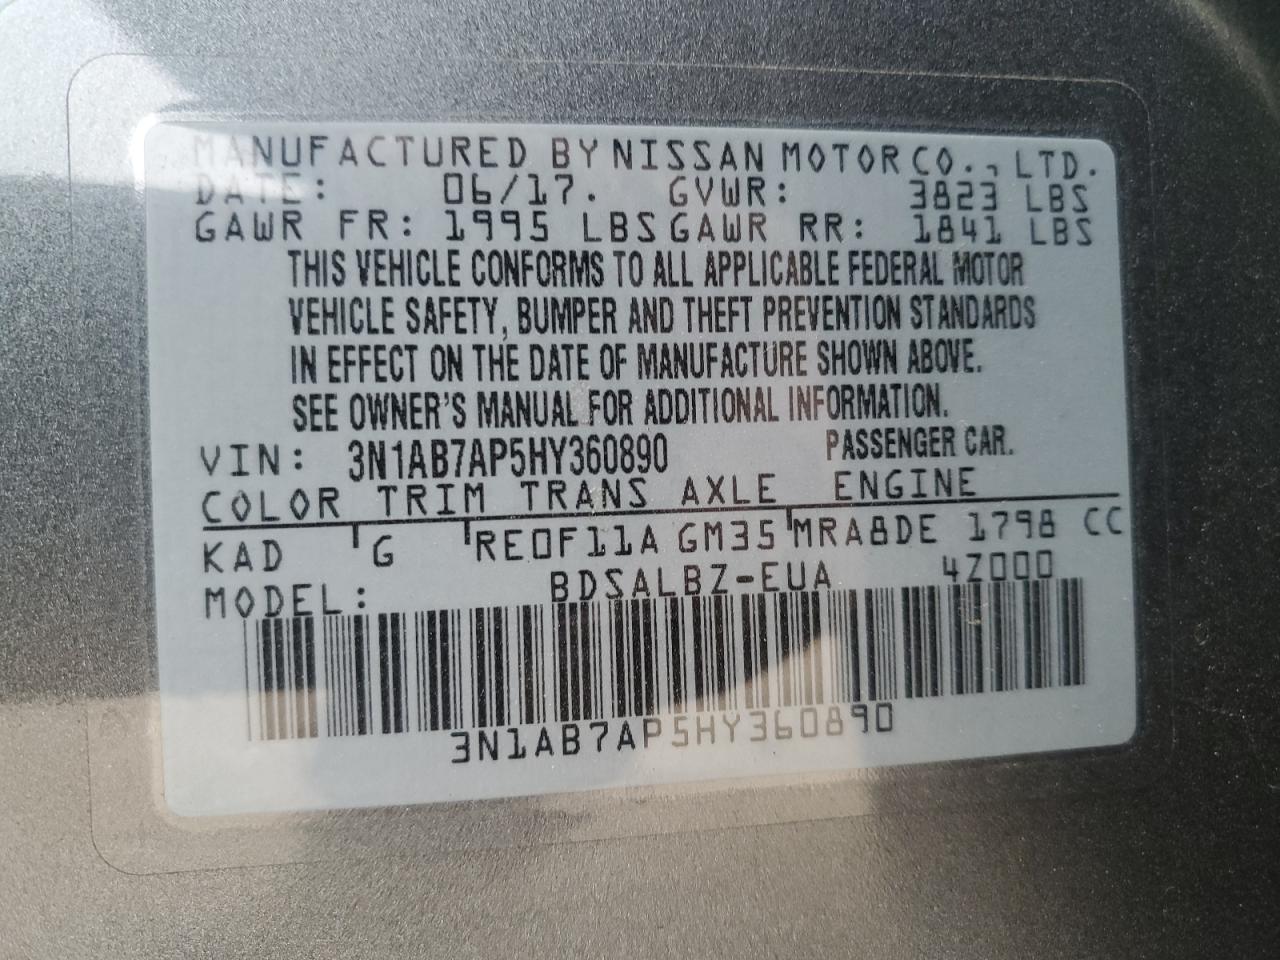 MANUFACTURED BY NISSAN MOTOR CO., LTD.
DATE: 06/17. GVWR: 3823 LBS
GAWR FR: 1995 LBS GAWR RR: 1841 LBS
THIS VEHICLE CONFORMS TO ALL APPLICABLE FEDERAL MOTOR
VEHICLE SAFETY, BUMPER AND THEFT PREVENTION STANDARDS
IN EFFECT ON THE DATE OF MANUFACTURE SHOWN ABOVE.
SEE OWNER'S MANUAL FOR ADDITIONAL INFORMATION.
VIN: 3N1AB7AP5HY360890 PASSENGER CAR.
COLOR TRIM TRANS AXLE ENGINE
KAD G RE0F11A GM35 MRA8DE 1798 CC
MODEL: BDSALBZ-EUA 4Z000
3N1AB7AP5HY360890